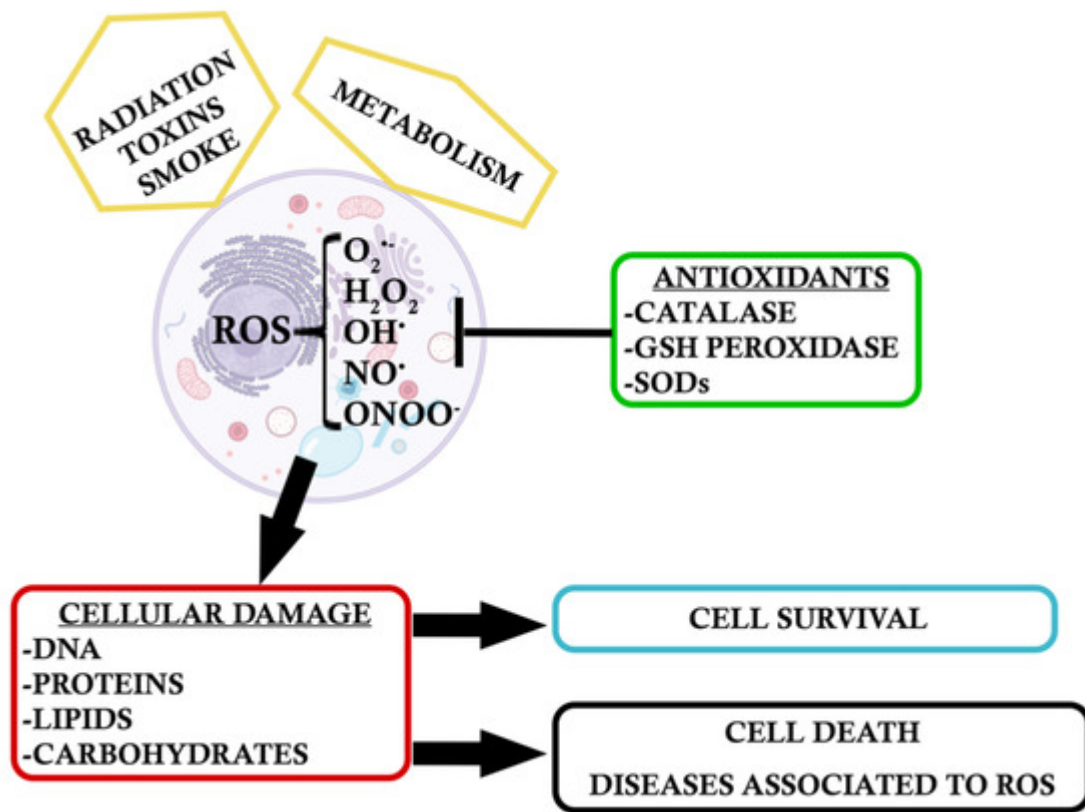 RADIATION
TOXINS
SMOKE
METABOLISM
ROS
O₂•-
H₂O₂
OH•
NO•
ONOO-
ANTIOXIDANTS
-CATALASE
-GSH PEROXIDASE
-SODs
CELLULAR DAMAGE
-DNA
-PROTEINS
-LIPIDS
-CARBOHYDRATES
CELL SURVIVAL
CELL DEATH
DISEASES ASSOCIATED TO ROS